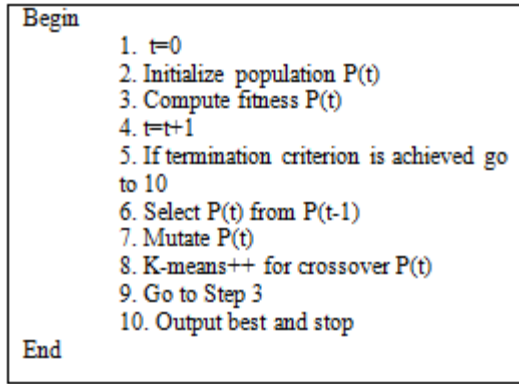 Begin
1. t=0
2. Initialize population P(t)
3. Compute fitness P(t)
4. t=t+1
5. If termination criterion is achieved go
to 10
6. Select P(t) from P(t-1)
7. Mutate P(t)
8. K-means++ for crossover P(t)
9. Go to Step 3
10. Output best and stop
End